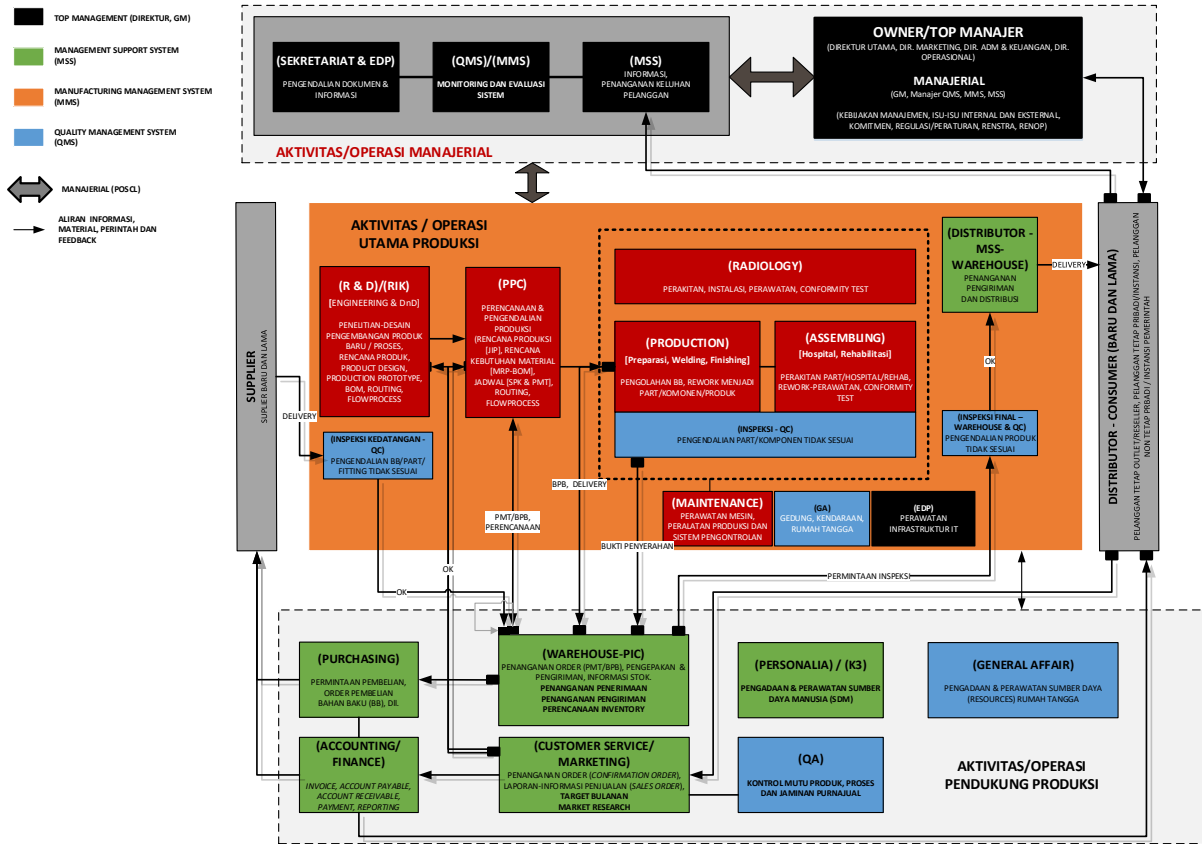 TOP MANAGEMENT (DIREKTUR, GM)
MANAGEMENT SUPPORT SYSTEM
(MSS)
MANUFACTURING MANAGEMENT SYSTEM
(MMS)
QUALITY MANAGEMENT SYSTEM
(QMS)
MANAJERIAL (POSCL)
ALIRAN INFORMASI,
MATERIAL, PERINTAH DAN
FEEDBACK
(SEKRETARIAT & EDP)
PENGENDALIAN DOKUMEN &
INFORMASI
(QMS)/(MMS)
MONITORING DAN EVALUASI
SISTEM
(MSS)
INFORMASI,
PENANGANAN KELUHAN
PELANGGAN
OWNER/TOP MANAJER
(DIREKTUR UTAMA, DIR. MARKETING, DIR. ADM & KEUANGAN, DIR.
OPERASIONAL)
MANAJERIAL
(GM, Manajer QMS, MMS, MSS)
(KEBIJAKAN MANAJEMEN, ISU-ISU INTERNAL DAN EKSTERNAL,
KOMITMEN, REGULASI/PERATURAN, RENSTRA, RENOP)
AKTIVITAS/OPERASI MANAJERIAL
SUPPLIER
SUPLIER BARU DAN LAMA
AKTIVITAS / OPERASI
UTAMA PRODUKSI
(R & D)/(RIK)
[ENGINEERING & DnD]
PENELITIAN-DESAIN
PENGEMBANGAN PRODUK
BARU / PROSES,
RENCANA PRODUK,
PRODUCT DESIGN,
PRODUCTION PROTOTYPE,
BOM, ROUTING,
FLOWPROCESS
(PPC)
PERENCANAAN &
PENGENDALIAN
PRODUKSI
(RENCANA PRODUKSI
[JIP], RENCANA
KEBUTUHAN MATERIAL
[MRP-BOM],
JADWAL (SPK & PMT),
ROUTING,
FLOWPROCESS
(RADIOLOGY)
PERAKITAN, INSTALASI, PERAWATAN, CONFORMITY TEST
(PRODUCTION)
[Preparasi, Welding, Finishing]
PENGOLAHAN BB, REWORK MENJADI
PART/KOMONEN/PRODUK
(ASSEMBLING)
[Hospital, Rehabilitasi]
PERAKITAN PART/HOSPITAL/REHAB,
REWORK-PERAWATAN, CONFORMITY
TEST
(INSPEKSI - QC)
PENGENDALIAN PART/KOMPONEN TIDAK SESUAI
(DISTRIBUTOR -
MSS-
WAREHOUSE)
PENANGANAN
PENGIRIMAN
DAN DISTRIBUSI
DELIVERY
OK
(INSPEKSI FINAL –
WAREHOUSE & QC)
PENGENDALIAN PRODUK
TIDAK SESUAI
DISTRIBUTOR - CONSUMER (BARU DAN LAMA)
PELANGGAN TETAP OUTLET/RESELLER, PELANGGAN TETAP PRBADI/INSTANSI, PELANGGAN
NON TETAP PRBADI / INSTANSI PEMERINTAH
DELIVERY
(INSPEKSI KEDATANGAN -
QC)
PENGENDALIAN BB/PART/
FITTING TIDAK SESUAI
(MAINTENANCE)
PERAWATAN MESIN,
PERALATAN PRODUKSI DAN
SISTEM PENGONTROLAN
(GA)
GEDUNG, KENDARAAN,
RUMAH TANGGA
(EDP)
PERAWATAN
INFRASTRUKTUR IT
PMT/BPB,
PERENCANAAN
BPB, DELIVERY
BUKTI PENYERAHAN
OK
PERMINTAAN INSPEKSI
OK
(PURCHASING)
PERMINTAAN PEMBELIAN,
ORDER PEMBELIAN
BAHAN BAKU (BB), Dll.
(WAREHOUSE-PIC)
PENANGANAN ORDER (PMT/BPB), PENGEPAKAN &
PENGIRIMAN, INFORMASI STOK.
PENANGANAN PENERIMAAN
PENANGANAN PENGIRIMAN
PERENCANAAN INVENTORY
(PERSONALIA) / (K3)
PENGADAAN & PERAWATAN SUMBER
DAYA MANUSIA (SDM)
(GENERAL AFFAIR)
PENGADAAN & PERAWATAN SUMBER DAYA
(RESOURCES) RUMAH TANGGA
(ACCOUNTING/
FINANCE)
INVOICE, ACCOUNT PAYABLE,
ACCOUNT RECEIVABLE,
PAYMENT, REPORTING
(CUSTOMER SERVICE/
MARKETING)
PENANGANAN ORDER (CONFIRMATION ORDER),
LAPORAN-INFORMASI PENJUALAN (SALES ORDER),
TARGET BULANAN
MARKET RESEARCH
(QA)
KONTROL MUTU PRODUK, PROSES
DAN JAMINAN PURNAJUAL
AKTIVITAS/OPERASI
PENDUKUNG PRODUKSI